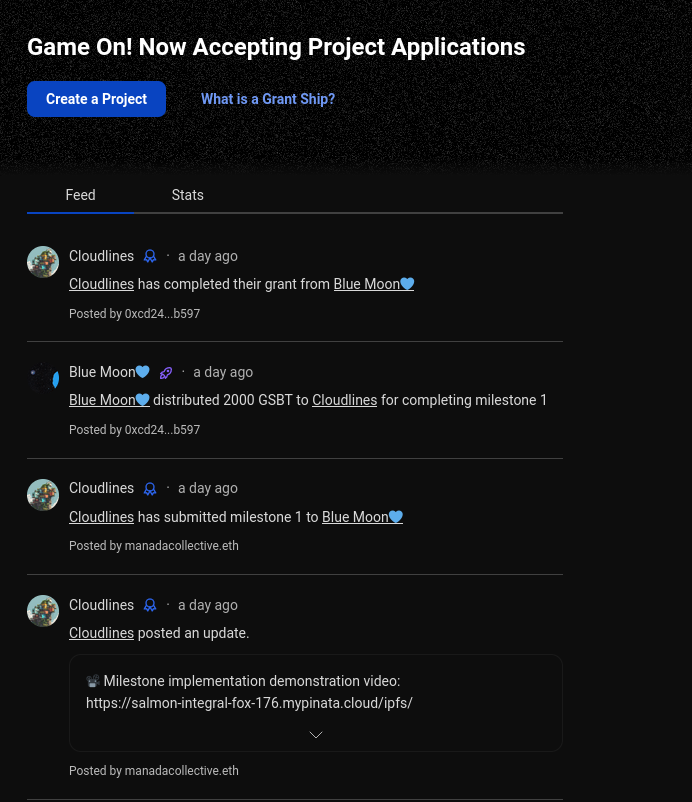 Game On! Now Accepting Project Applications
Create a Project
What is a Grant Ship?
Feed
Stats
Cloudlines · a day ago
Cloudlines has completed their grant from Blue Moon💙
Posted by 0xcd24...b597
Blue Moon💙 · a day ago
Blue Moon💙 distributed 2000 GSBT to Cloudlines for completing milestone 1
Posted by 0xcd24...b597
Cloudlines · a day ago
Cloudlines has submitted milestone 1 to Blue Moon💙
Posted by manadacollective.eth
Cloudlines · a day ago
Cloudlines posted an update.
📽 Milestone implementation demonstration video:
https://salmon-integral-fox-176.mypinata.cloud/ipfs/
Posted by manadacollective.eth